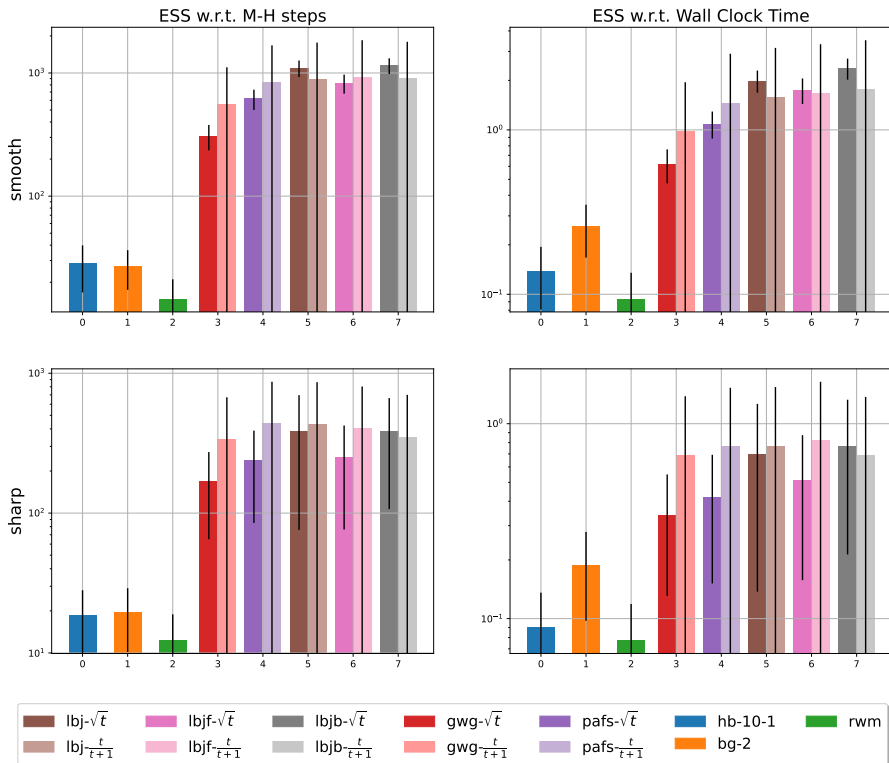 ESS w.r.t. M-H steps
ESS w.r.t. Wall Clock Time
smooth
10³
10²
0 1 2 3 4 5 6 7
10⁰
10⁻¹
0 1 2 3 4 5 6 7
sharp
10³
10²
10¹
0 1 2 3 4 5 6 7
10⁰
10⁻¹
0 1 2 3 4 5 6 7
lbj-√t lbjf-√t lbjb-√t gwg-√t pafs-√t hb-10-1 rwm
lbj-t/(t+1) lbjf-t/(t+1) lbjb-t/(t+1) gwg-t/(t+1) pafs-t/(t+1) bg-2